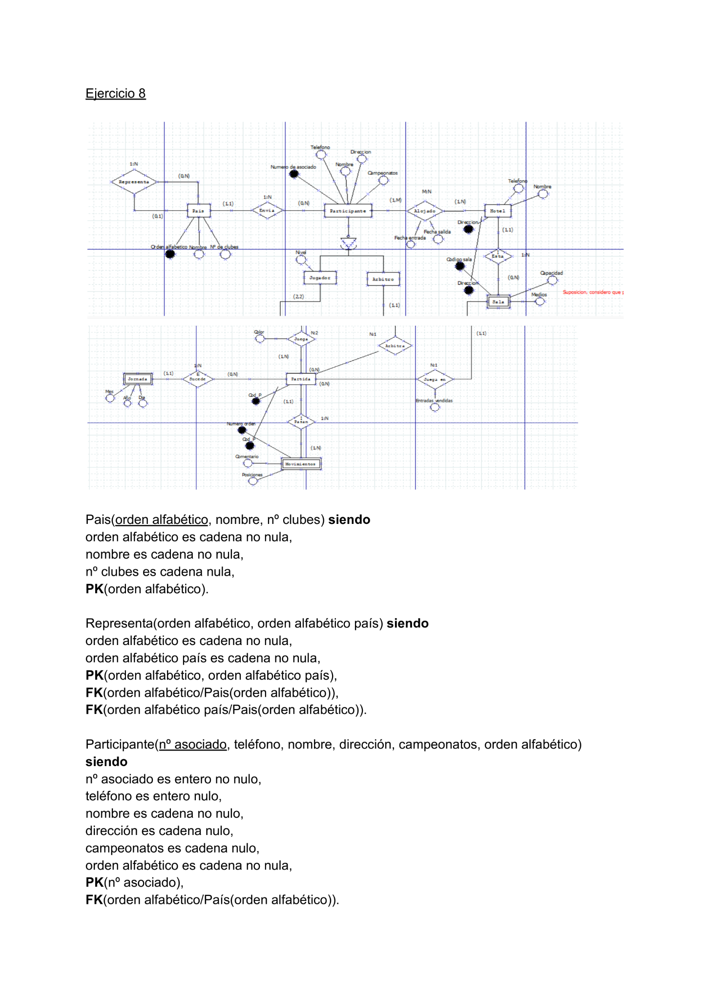 Ejercicio 8
Telefono
Direccion
Numero de asociado
Nombre
Campeonatos
1:N
Representa
(0,N)
Telefono
Nombre
(1,1)
1:N
(0,N)
(1,M)
M:N
(1,N)
Pais
Envia
Participante
Alojado
Hotel
(0,1)
Direccion
(1,1)
Fecha entrada
Fecha salida
Orden alfabetico
Nombre
Nº de clubes
Nivel
I
Esta
1:N
Codigo sala
Jugador
Arbitro
(0,N)
Capacidad
Direccion
Medios
Suposicion, considero que p
(2,2)
(1,1)
Sala
Color
Juega
N:2
N:1
Arbitra
(1,1)
(1,N)
(1,1)
1:N
(0,N)
(0,N)
N:1
Jornada
E
Sucede
Partida
(0,N)
Juega en
Mes
Año
Dia
Cod_P
(1,1)
Entradas vendidas
Numero orden
I
Pasan
1:N
Cod_P
(1,N)
Comentario
Movimientos
Posiciones
Pais(orden alfabético, nombre, nº clubes) siendo
orden alfabético es cadena no nula,
nombre es cadena no nula,
nº clubes es cadena nula,
PK(orden alfabético).
Representa(orden alfabético, orden alfabético país) siendo
orden alfabético es cadena no nula,
orden alfabético país es cadena no nula,
PK(orden alfabético, orden alfabético país),
FK(orden alfabético/Pais(orden alfabético)),
FK(orden alfabético país/Pais(orden alfabético)).
Participante(nº asociado, teléfono, nombre, dirección, campeonatos, orden alfabético)
siendo
nº asociado es entero no nulo,
teléfono es entero nulo,
nombre es cadena no nulo,
dirección es cadena nulo,
campeonatos es cadena nulo,
orden alfabético es cadena no nula,
PK(nº asociado),
FK(orden alfabético/País(orden alfabético)).